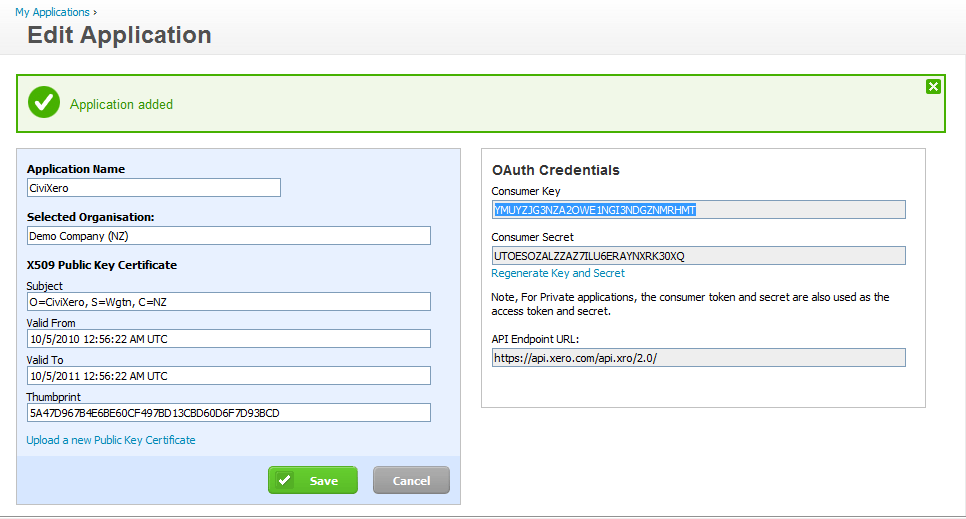 My Applications ›
Edit Application
Application added
Application Name
CiviXero
Selected Organisation:
Demo Company (NZ)
X509 Public Key Certificate
Subject
O=CiviXero, S=Wgtn, C=NZ
Valid From
10/5/2010 12:56:22 AM UTC
Valid To
10/5/2011 12:56:22 AM UTC
Thumbprint
5A47D967B4E6BE60CF497BD13CBD60D6F7D93BCD
Upload a new Public Key Certificate
Save
Cancel
OAuth Credentials
Consumer Key
YMUYZJG3NZA2OWE1NGI3NDGZNMRHMT
Consumer Secret
UTOESOZALZZAZ7ILU6ERAYNXRK30XQ
Regenerate Key and Secret
Note, For Private applications, the consumer token and secret are also used as the
access token and secret.
API Endpoint URL:
https://api.xero.com/api.xro/2.0/